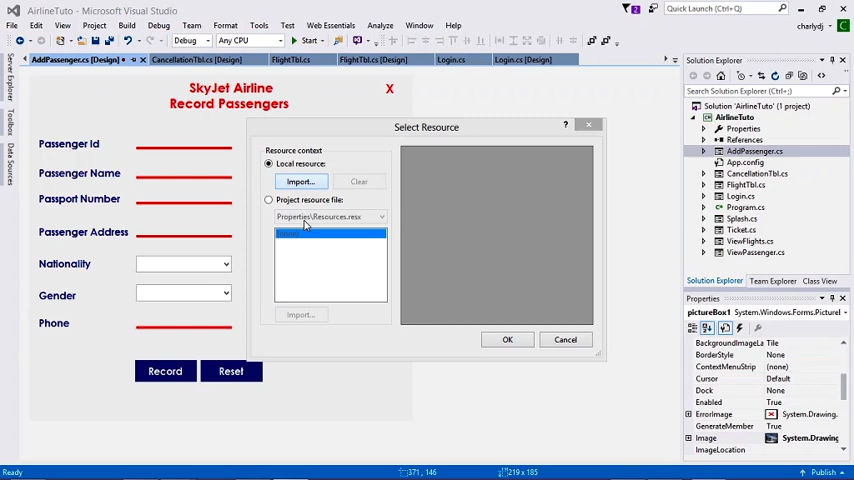 AirlineTuto - Microsoft Visual Studio
2
Quick Launch (Ctrl+Q)
File Edit View Project Build Debug Team Format Tools Test Web Essentials Analyze Window Help
charlydj
Debug Any CPU Start
AddPassenger.cs [Design] CancellationTbl.cs [Design] FlightTbl.cs FlightTbl.cs [Design] Login.cs Login.cs [Design]
Server Explorer
Toolbox
Data Sources
SkyJet Airline
Record Passengers
X
Passenger Id
Passenger Name
Passport Number
Passenger Address
Nationality
Gender
Phone
Record Reset
Select Resource
?
Resource context
Local resource:
Import... Clear
Project resource file:
Properties\Resources.resx
(none)
Import...
OK Cancel
Solution Explorer
Search Solution Explorer (Ctrl+;)
Solution 'AirlineTuto' (1 project)
AirlineTuto
Properties
References
AddPassenger.cs
App.config
CancellationTbl.cs
FlightTbl.cs
Login.cs
Program.cs
Splash.cs
Ticket.cs
ViewFlights.cs
ViewPassenger.cs
Solution Explorer Team Explorer Class View
Properties
pictureBox1 System.Windows.Forms.Picture
BackgroundImageLa Tile
BorderStyle None
ContextMenuStrip (none)
Cursor Default
Dock None
Enabled True
ErrorImage System.Drawing.
GenerateMember True
Image System.Drawing
ImageLocation
Ready 371, 146 219 x 185 Publish